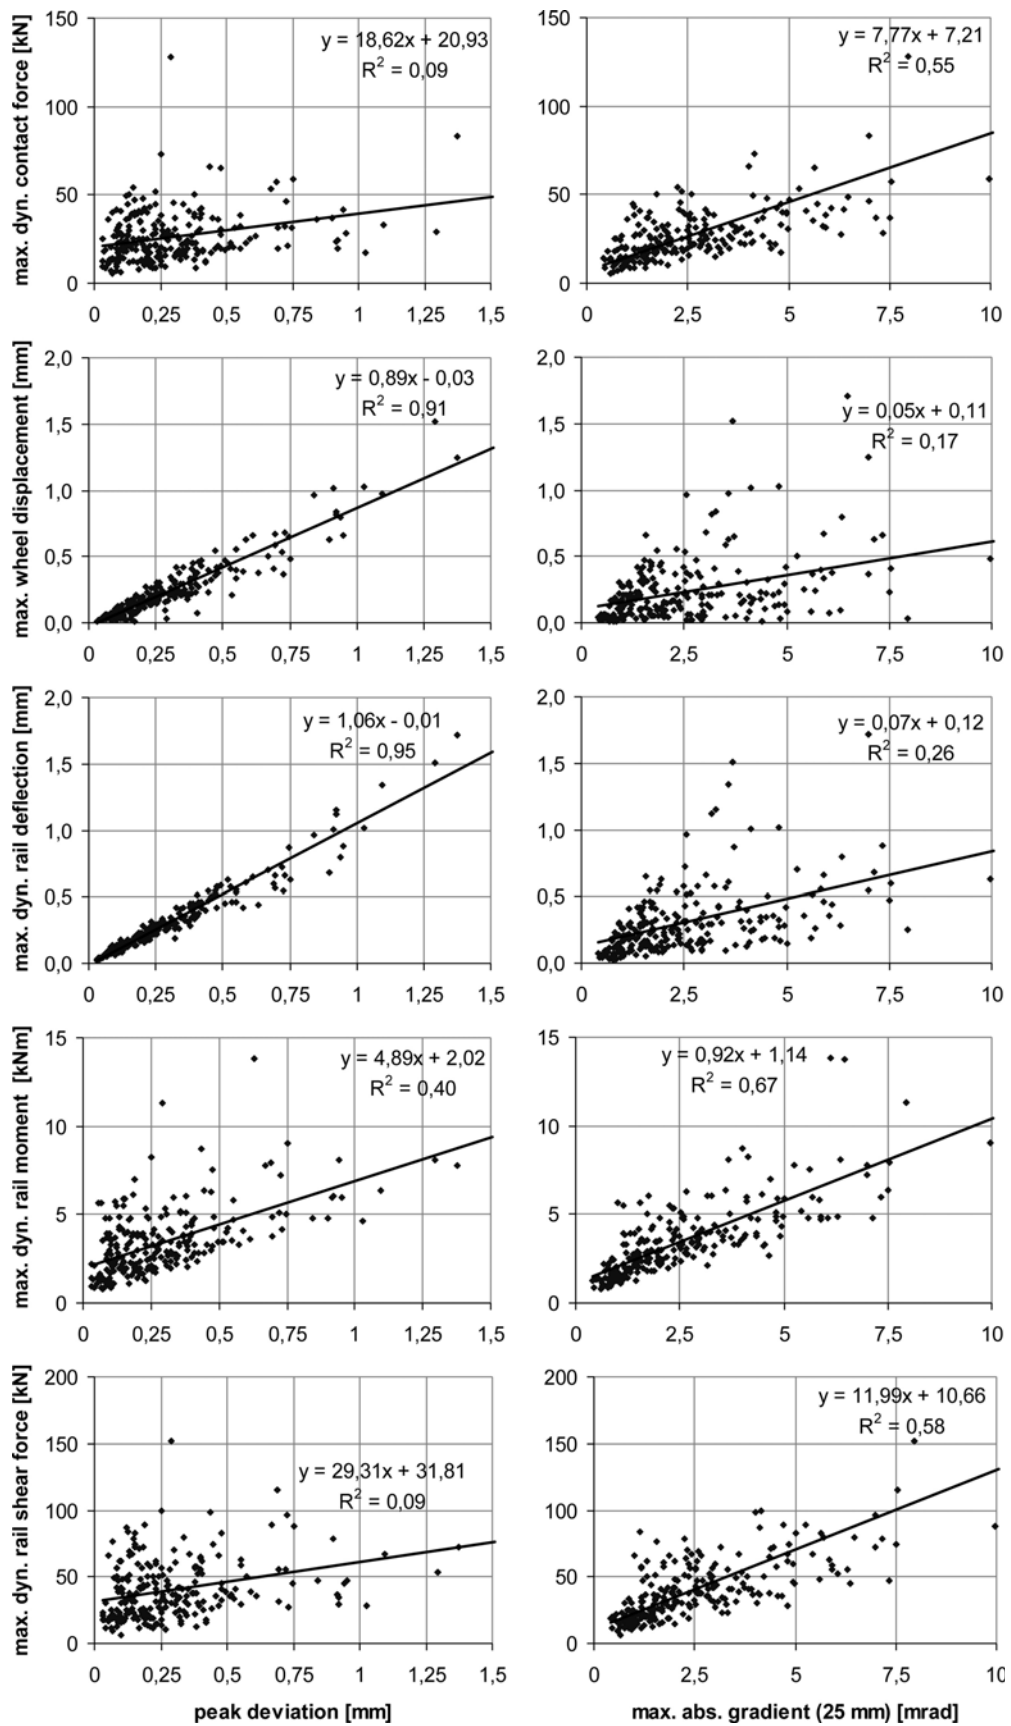 max. dyn. contact force [kN]
150
100
50
0
y = 18,62x + 20,93
R² = 0,09
0 0,25 0,5 0,75 1 1,25 1,5
150
100
50
0
y = 7,77x + 7,21
R² = 0,55
0 2,5 5 7,5 10
max. wheel displacement [mm]
2,0
1,5
1,0
0,5
0,0
y = 0,89x - 0,03
R² = 0,91
0 0,25 0,5 0,75 1 1,25 1,5
2,0
1,5
1,0
0,5
0,0
y = 0,05x + 0,11
R² = 0,17
0 2,5 5 7,5 10
max. dyn. rail deflection [mm]
2,0
1,5
1,0
0,5
0,0
y = 1,06x - 0,01
R² = 0,95
0 0,25 0,5 0,75 1 1,25 1,5
2,0
1,5
1,0
0,5
0,0
y = 0,07x + 0,12
R² = 0,26
0 2,5 5 7,5 10
max. dyn. rail moment [kNm]
15
10
5
0
y = 4,89x + 2,02
R² = 0,40
0 0,25 0,5 0,75 1 1,25 1,5
15
10
5
0
y = 0,92x + 1,14
R² = 0,67
0 2,5 5 7,5 10
max. dyn. rail shear force [kN]
200
150
100
50
0
y = 29,31x + 31,81
R² = 0,09
0 0,25 0,5 0,75 1 1,25 1,5
peak deviation [mm]
200
150
100
50
0
y = 11,99x + 10,66
R² = 0,58
0 2,5 5 7,5 10
max. abs. gradient (25 mm) [mrad]